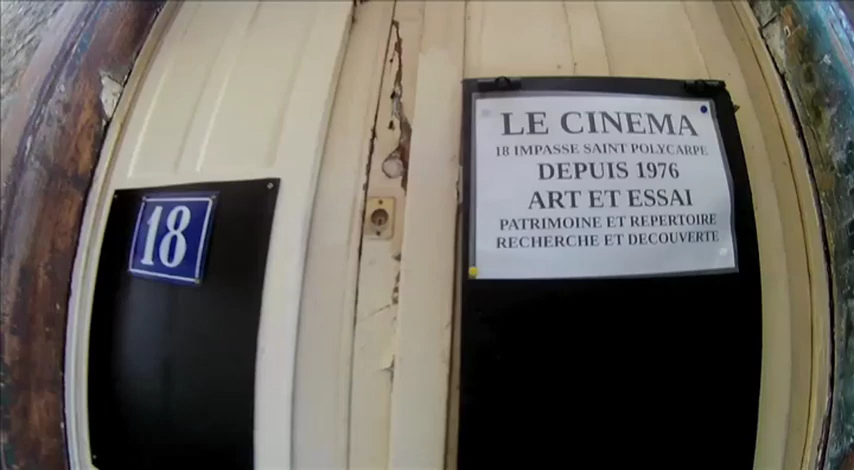 18
LE CINEMA
18 IMPASSE SAINT POLYCARPE
DEPUIS 1976
ART ET ESSAI
PATRIMOINE ET REPERTOIRE
RECHERCHE ET DECOUVERTE